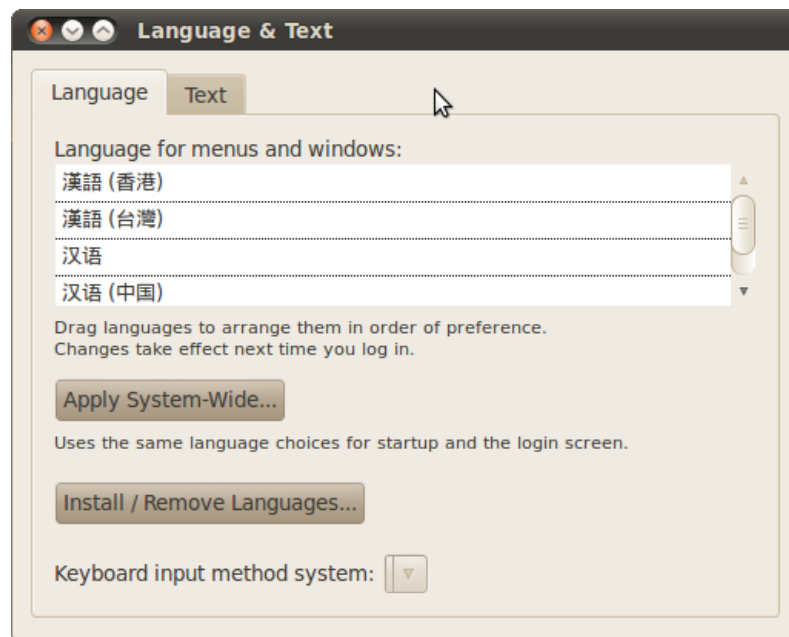 Language & Text
Language Text
Language for menus and windows:
漢語 (香港)
漢語 (台灣)
汉语
汉语 (中国)
Drag languages to arrange them in order of preference.
Changes take effect next time you log in.
Apply System-Wide...
Uses the same language choices for startup and the login screen.
Install / Remove Languages...
Keyboard input method system: